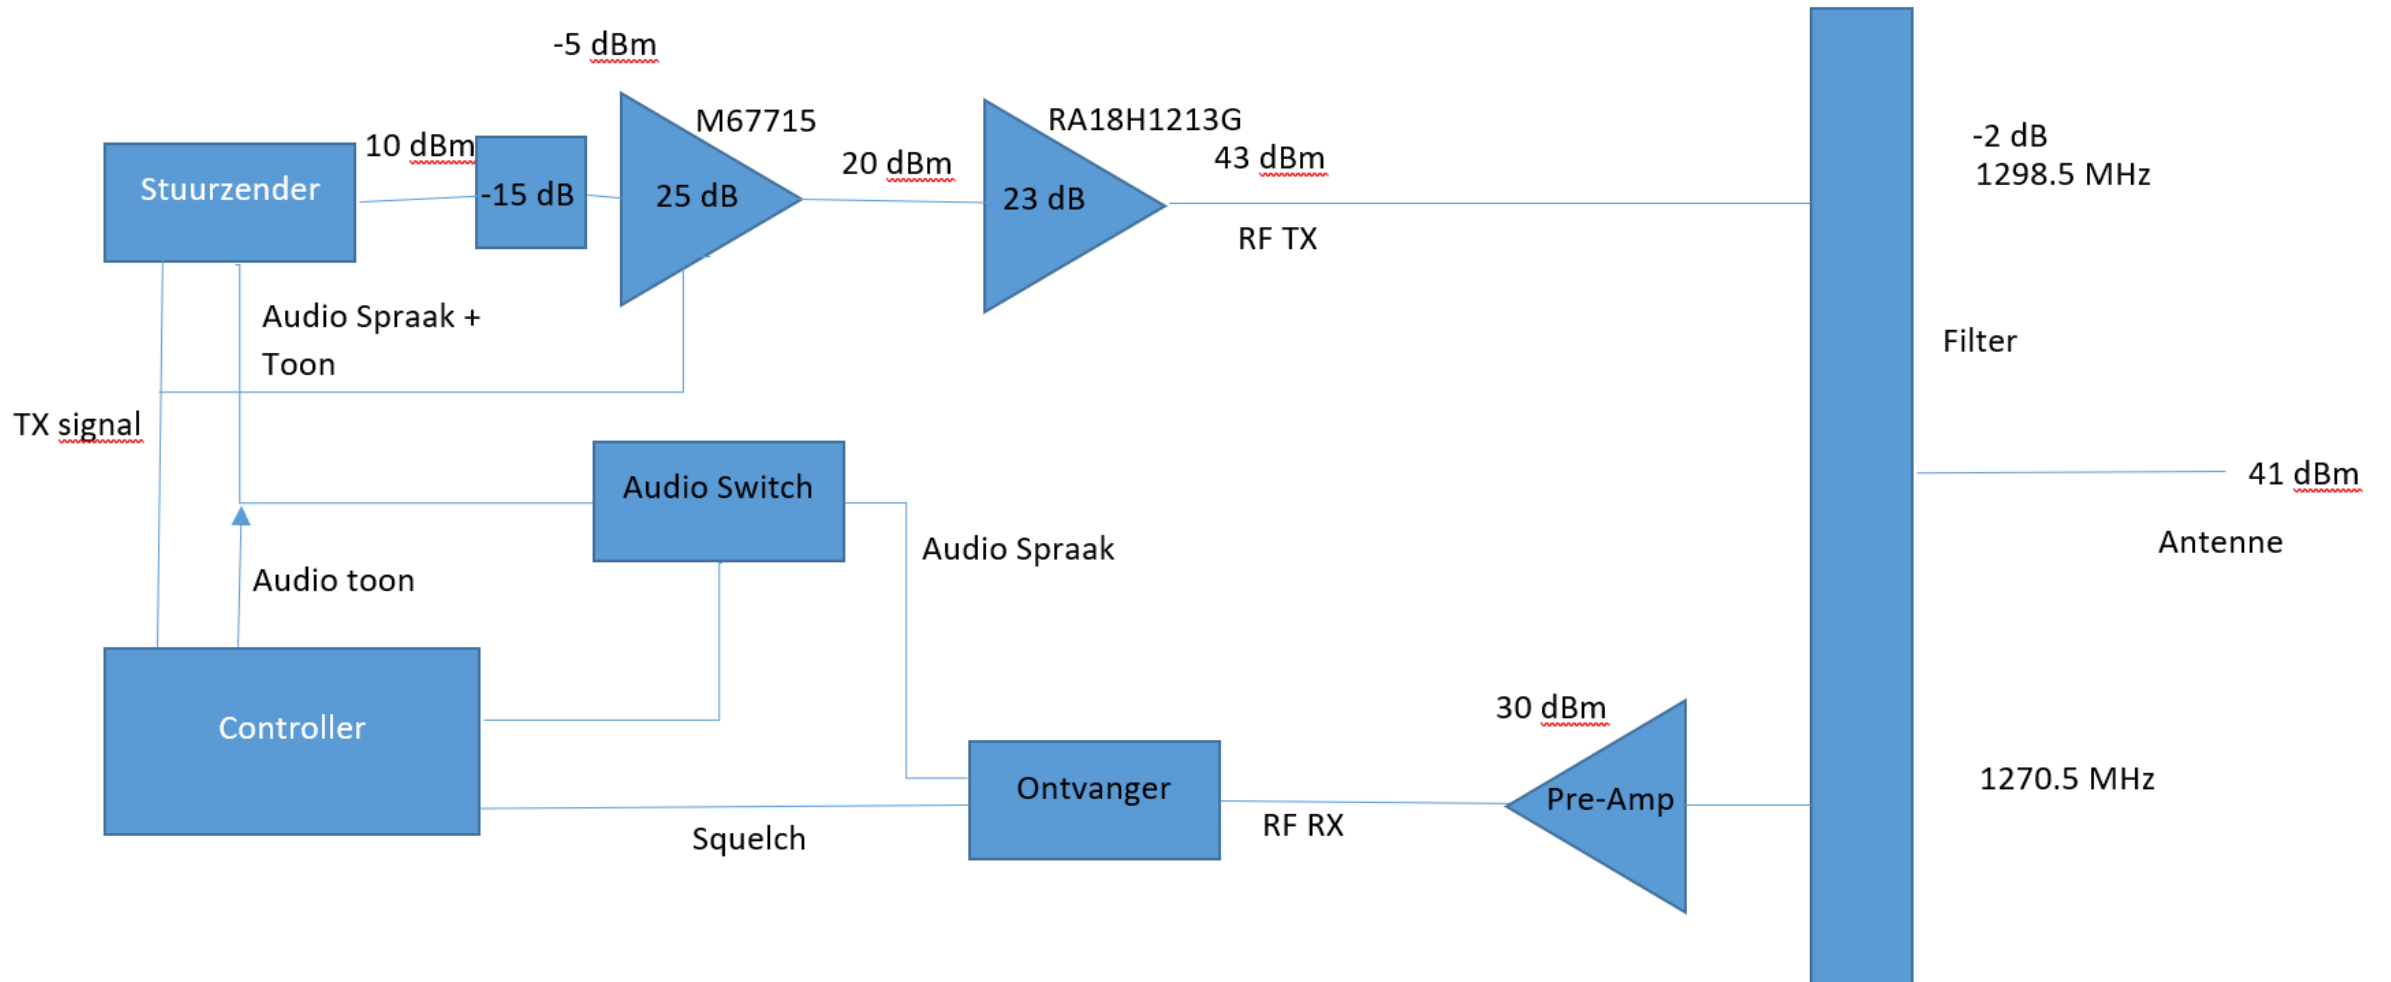 -5 dBm
M67715
RA18H1213G
10 dBm
20 dBm
43 dBm
-2 dB
1298.5 MHz
Stuurzender
-15 dB
25 dB
23 dB
RF TX
Audio Spraak +
Toon
Filter
TX signal
Audio Switch
41 dBm
Audio Spraak
Antenne
Audio toon
Controller
30 dBm
Ontvanger
Pre-Amp
1270.5 MHz
RF RX
Squelch